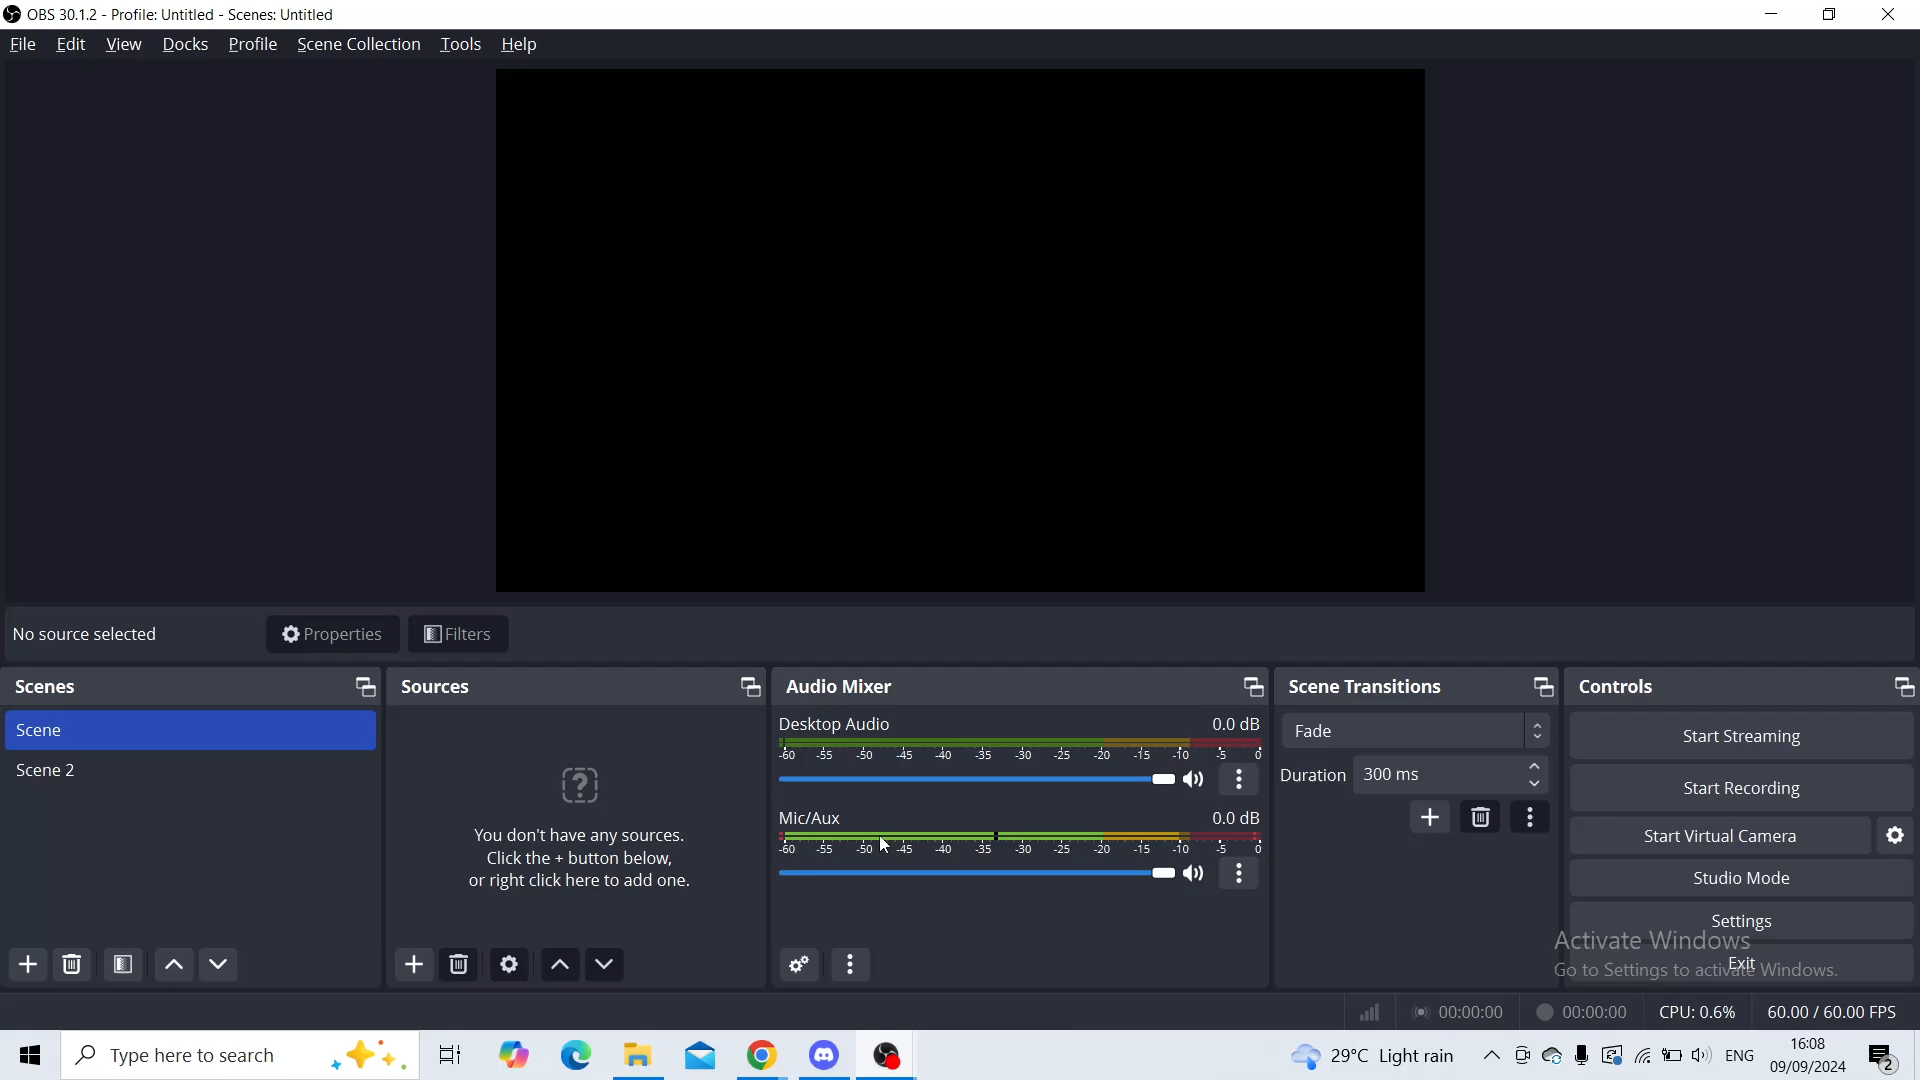 OBS 30.1.2 - Profile: Untitled - Scenes: Untitled
File Edit View Docks Profile Scene Collection Tools Help
No source selected
Properties
Filters
Scenes
Scene
Scene 2
Sources
You don't have any sources.
Click the + button below,
or right click here to add one.
Audio Mixer
Desktop Audio 0.0 dB
-60 -55 -50 -45 -40 -35 -30 -25 -20 -15 -10 -5 0
Mic/Aux 0.0 dB
-60 -55 -50 -45 -40 -35 -30 -25 -20 -15 -10 -5 0
Scene Transitions
Fade
Duration 300 ms
Controls
Start Streaming
Start Recording
Start Virtual Camera
Studio Mode
Settings
Exit
Activate Windows
Go to Settings to activate Windows.
00:00:00 00:00:00 CPU: 0.6% 60.00 / 60.00 FPS
Type here to search
29°C Light rain
ENG
16:08
09/09/2024
2